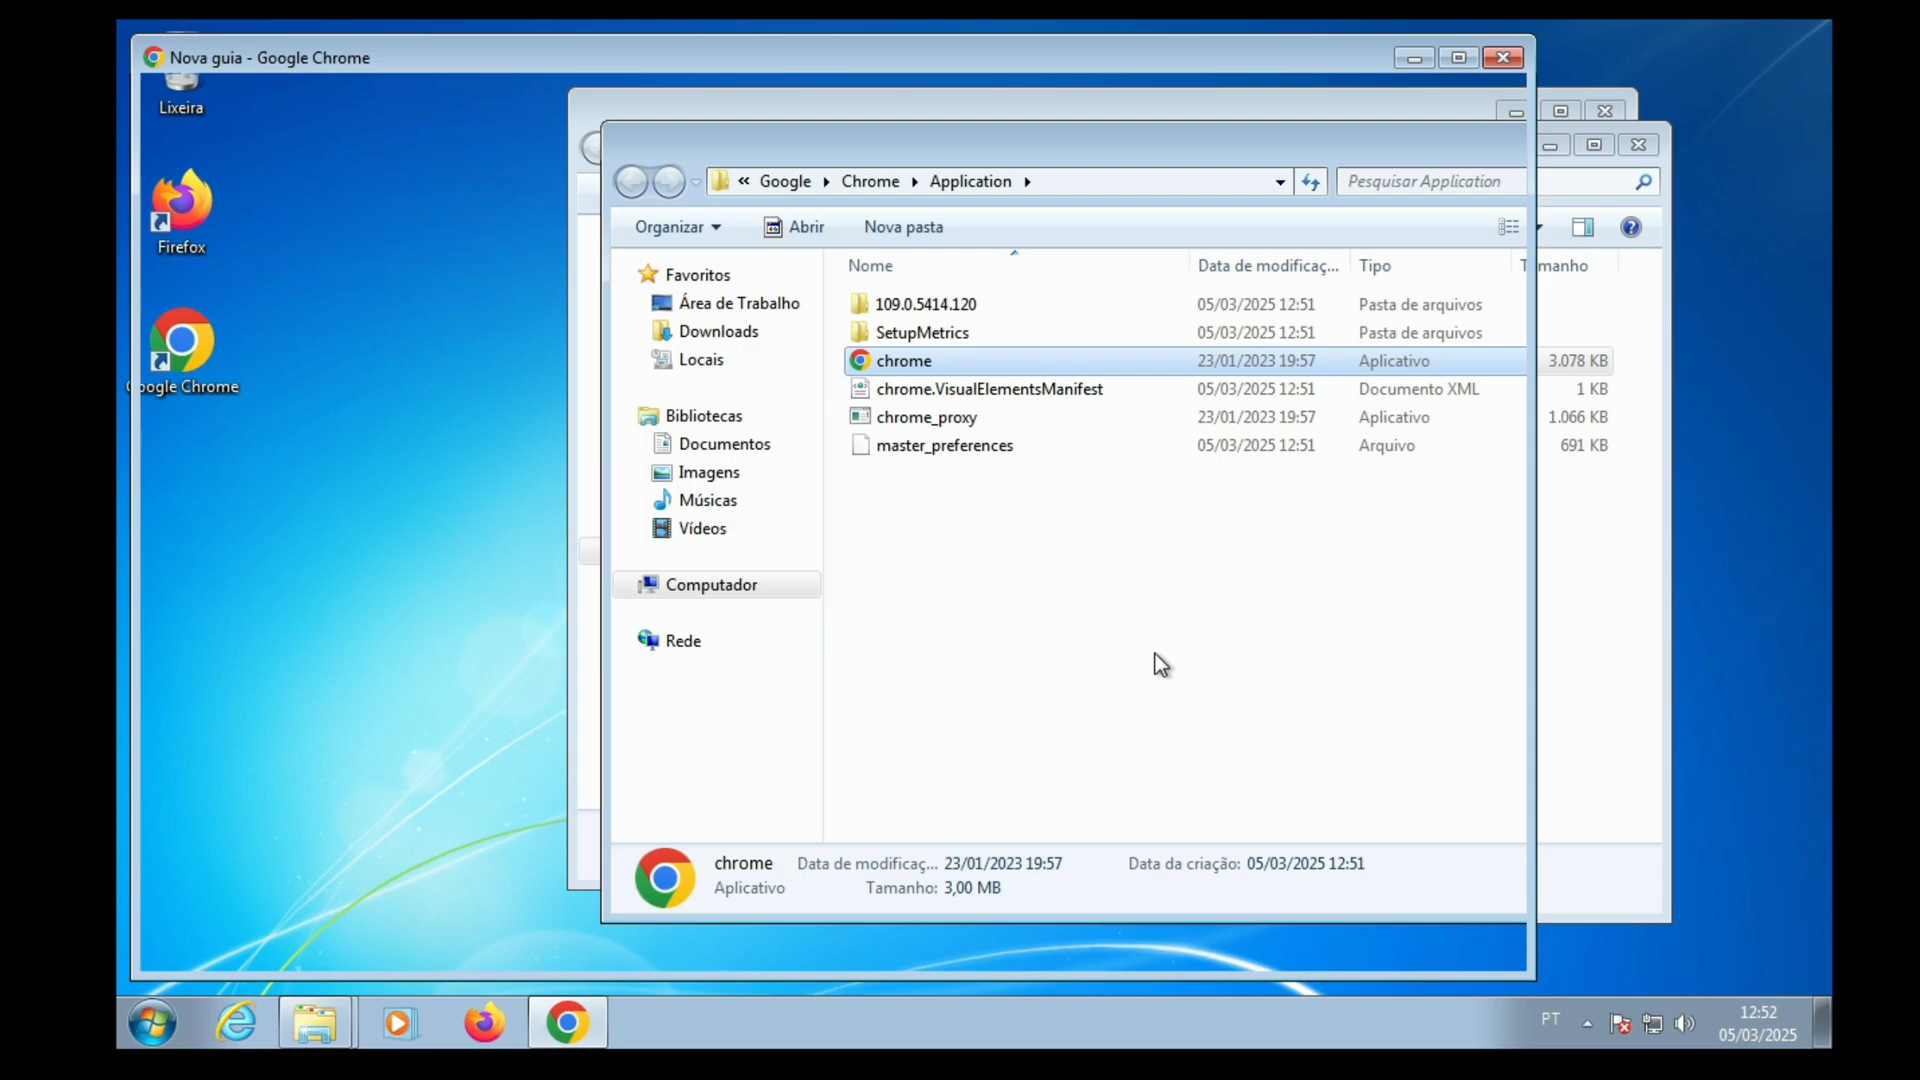 Nova guia - Google Chrome
Lixeira
Firefox
oogle Chrome
« Google Chrome Application
Pesquisar Application
Organizar Abrir Nova pasta
Favoritos
Área de Trabalho
Downloads
Locais
Bibliotecas
Documentos
Imagens
Músicas
Vídeos
Computador
Rede
Nome Data de modificaç... Tipo Tamanho
109.0.5414.120 05/03/2025 12:51 Pasta de arquivos
SetupMetrics 05/03/2025 12:51 Pasta de arquivos
chrome 23/01/2023 19:57 Aplicativo 3.078 KB
chrome.VisualElementsManifest 05/03/2025 12:51 Documento XML 1 KB
chrome_proxy 23/01/2023 19:57 Aplicativo 1.066 KB
master_preferences 05/03/2025 12:51 Arquivo 691 KB
chrome Data de modificaç... 23/01/2023 19:57 Data da criação: 05/03/2025 12:51
Aplicativo Tamanho: 3,00 MB
PT
12:52
05/03/2025